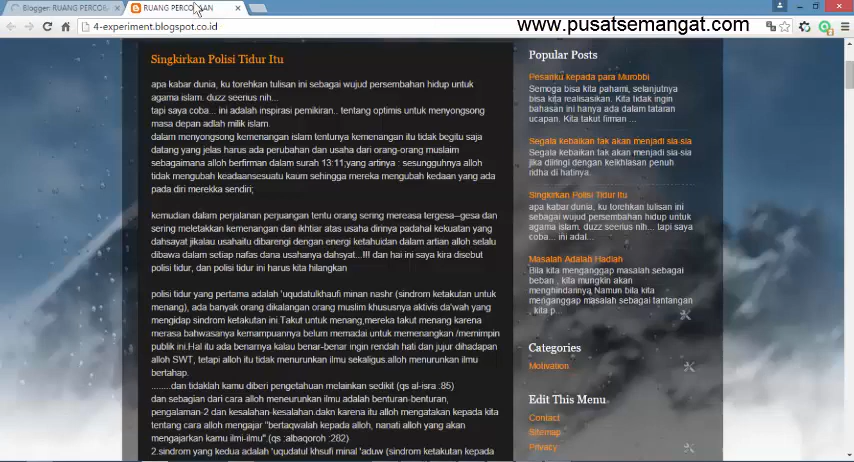 Blogger: RUANG PERCOB
RUANG PERCOBAAN
www.pusatsemangat.com
4-experiment.blogspot.co.id
Singkirkan Polisi Tidur Itu
apa kabar dunia, ku torehkan tulisan ini sebagai wujud persembahan hidup untuk
agama islam. duzz seerius nih...
tapi saya coba... ini adalah inspirasi pemikiran.. tentang optimis untuk menyongsong
masa depan adlah milik islam.
dalam menyongsong kemenangan islam tentunya kemenangan itu tidak begitu saja
datang yang jelas harus ada perubahan dan usaha dari orang-orang muslaim
sebagaimana alloh berfirman dalam surah 13:11;yang artinya : sesungguhnya alloh
tidak mengubah keadaansesuatu kaum sehingga mereka mengubah kedaan yang ada
pada diri merekka sendiri;
kemudian dalam perjalanan perjuangan tentu orang sering mereasa tergesa--gesa dan
sering meletakkan kemenangan dan ikhtiar atas usaha dirinya padahal kekuatan yang
dahsayat jikalau usahaitu dibarengi dengan energi ketahuidan dalam artian alloh selalu
dibawa dalam setiap nafas dana usahanya dahsyat...!!! dan hai ini saya kira disebut
polisi tidur, dan polisi tidur ini harus kita hilangkan
polisi tidur yang pertama adalah 'uqudatulkhaufi minan nashr (sindrom ketakutan untuk
menang), ada banyak orang dikalangan orang muslim khususnya aktivis da'wah yang
mengidap sindrom ketakutan ini.Takut untuk menang,mereka takut menang karena
merasa bahwasanya kemampuannya belum memadai untuk memenangkan /memimpin
publik ini.Hal itu ada benarnya kalau benar-benar ingin rendah hati dan jujur dihadapan
alloh SWT, tetapi alloh itu tidak menurunkan ilmu sekaligus.alloh menurunkan ilmu
bertahap.
........dan tidaklah kamu diberi pengetahuan melainkan sedikit (qs al-isra .85)
dan sebagian dari cara alloh meneurunkan ilmu adalah benturan-benturan,
pengalaman-2 dan kesalahan-kesalahan.dakn karena itu alloh mengatakan kepada kita
tentang cara alloh mengajar "bertaqwalah kepada alloh, nanati alloh yang akan
mengajarkan kamu ilmi-ilmu".(qs :albaqoroh :282)
2.sindrom yang kedua adalah 'uqudatul khsufi minal 'aduw (sindrom ketakutan kepada
Popular Posts
Pesanku kepada para Murobbi
Semoga bisa kita pahami, selanjutnya
bisa kita realisasikan. Kita tidak ingin
bahasan ini hanya ada dalam tataran
ucapan. Kita takut firman ...
Segala kebaikan tak akan menjadi sia-sia
Segala kebaikan tak akan menjadi sia-sia
jika diiringi dengan keikhlasan penuh
ridha di hatinya.
Singkirkan Polisi Tidur Itu
apa kabar dunia, ku torehkan tulisan ini
sebagai wujud persembahan hidup untuk
agama islam. duzz seerius nih... tapi saya
coba... ini adal...
Masalah Adalah Hadiah
Bila kita menganggap masalah sebagai
beban , kita mungkin akan
menghindarinya Namun bila kita
menganggap masalah sebagai tantangan
, kita p...
Categories
Motivation
Edit This Menu
Contact
Sitemap
Privacy